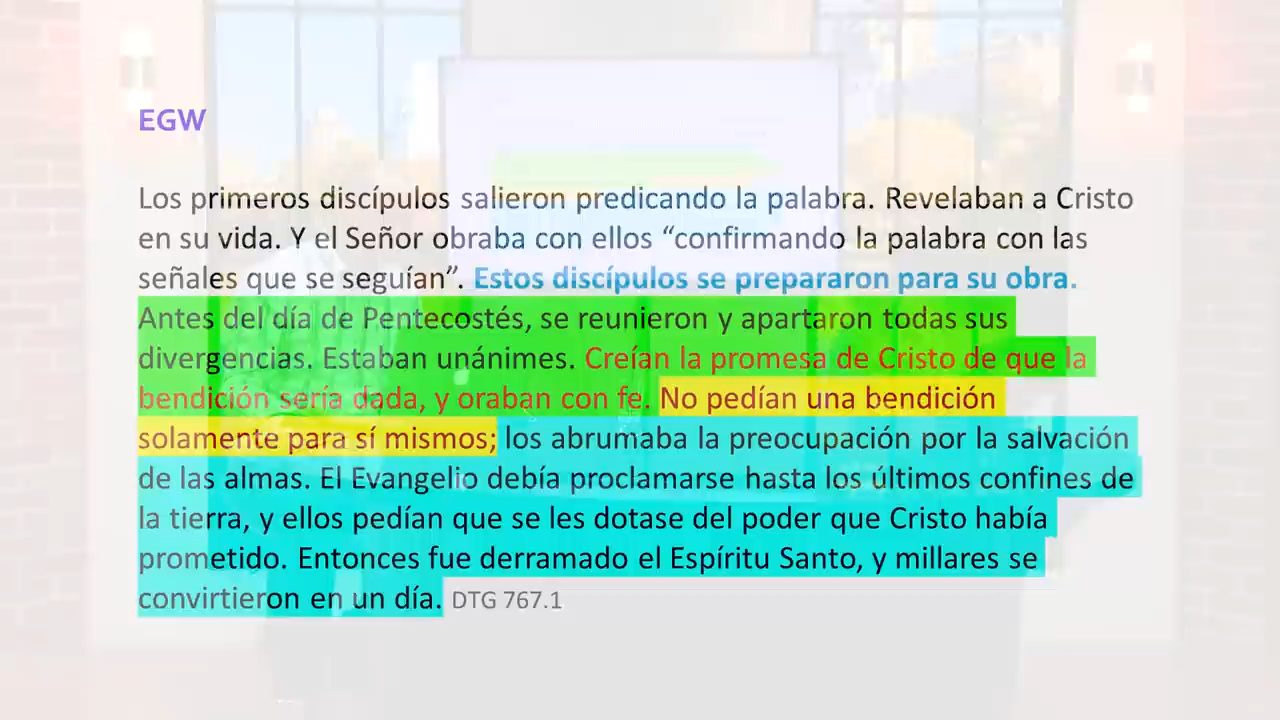 EGW
Los primeros discípulos salieron predicando la palabra. Revelaban a Cristo
en su vida. Y el Señor obraba con ellos “confirmando la palabra con las
señales que se seguían”. Estos discípulos se prepararon para su obra.
Antes del día de Pentecostés, se reunieron y apartaron todas sus
divergencias. Estaban unánimes. Creían la promesa de Cristo de que la
bendición sería dada, y oraban con fe. No pedían una bendición
solamente para sí mismos; los abrumaba la preocupación por la salvación
de las almas. El Evangelio debía proclamarse hasta los últimos confines de
la tierra, y ellos pedían que se les dotase del poder que Cristo había
prometido. Entonces fue derramado el Espíritu Santo, y millares se
convirtieron en un día. DTG 767.1